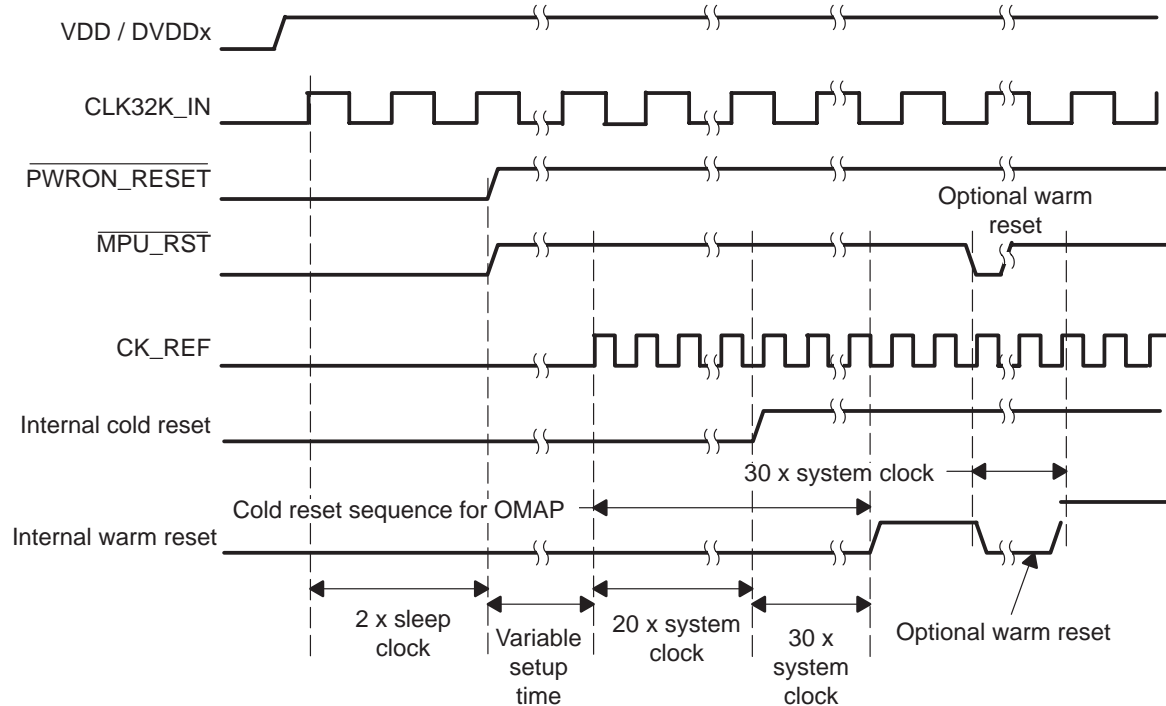 VDD / DVDDx
CLK32K_IN
PWRON_RESET
Optional warm
reset
MPU_RST
CK_REF
Internal cold reset
30 x system clock
Cold reset sequence for OMAP
Internal warm reset
2 x sleep
clock
Variable
setup
time
20 x system
clock
30 x
system
clock
Optional warm reset